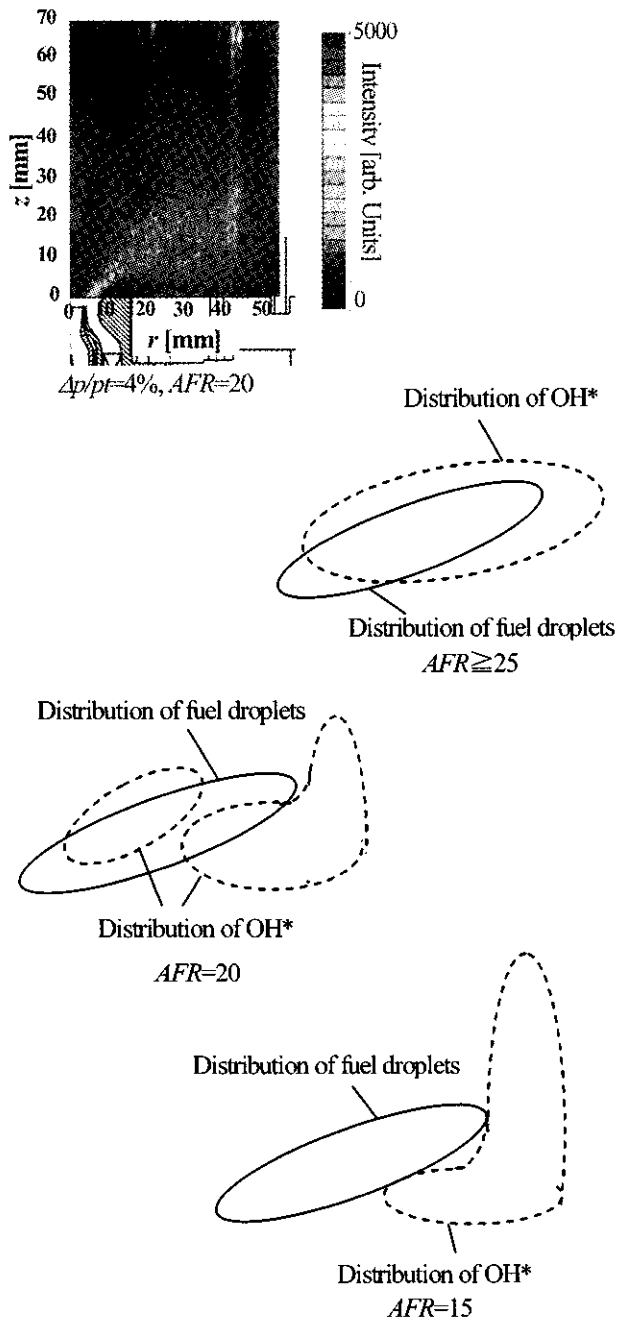 70
60
50
40
30
20
10
0
z [mm]
0 10 20 30 40 50
r [mm]
5000
0
Intensity [arb. Units]
Δp/pt=4%, AFR=20
Distribution of OH*
Distribution of fuel droplets
AFR≧25
Distribution of fuel droplets
Distribution of OH*
AFR=20
Distribution of fuel droplets
Distribution of OH*
AFR=15